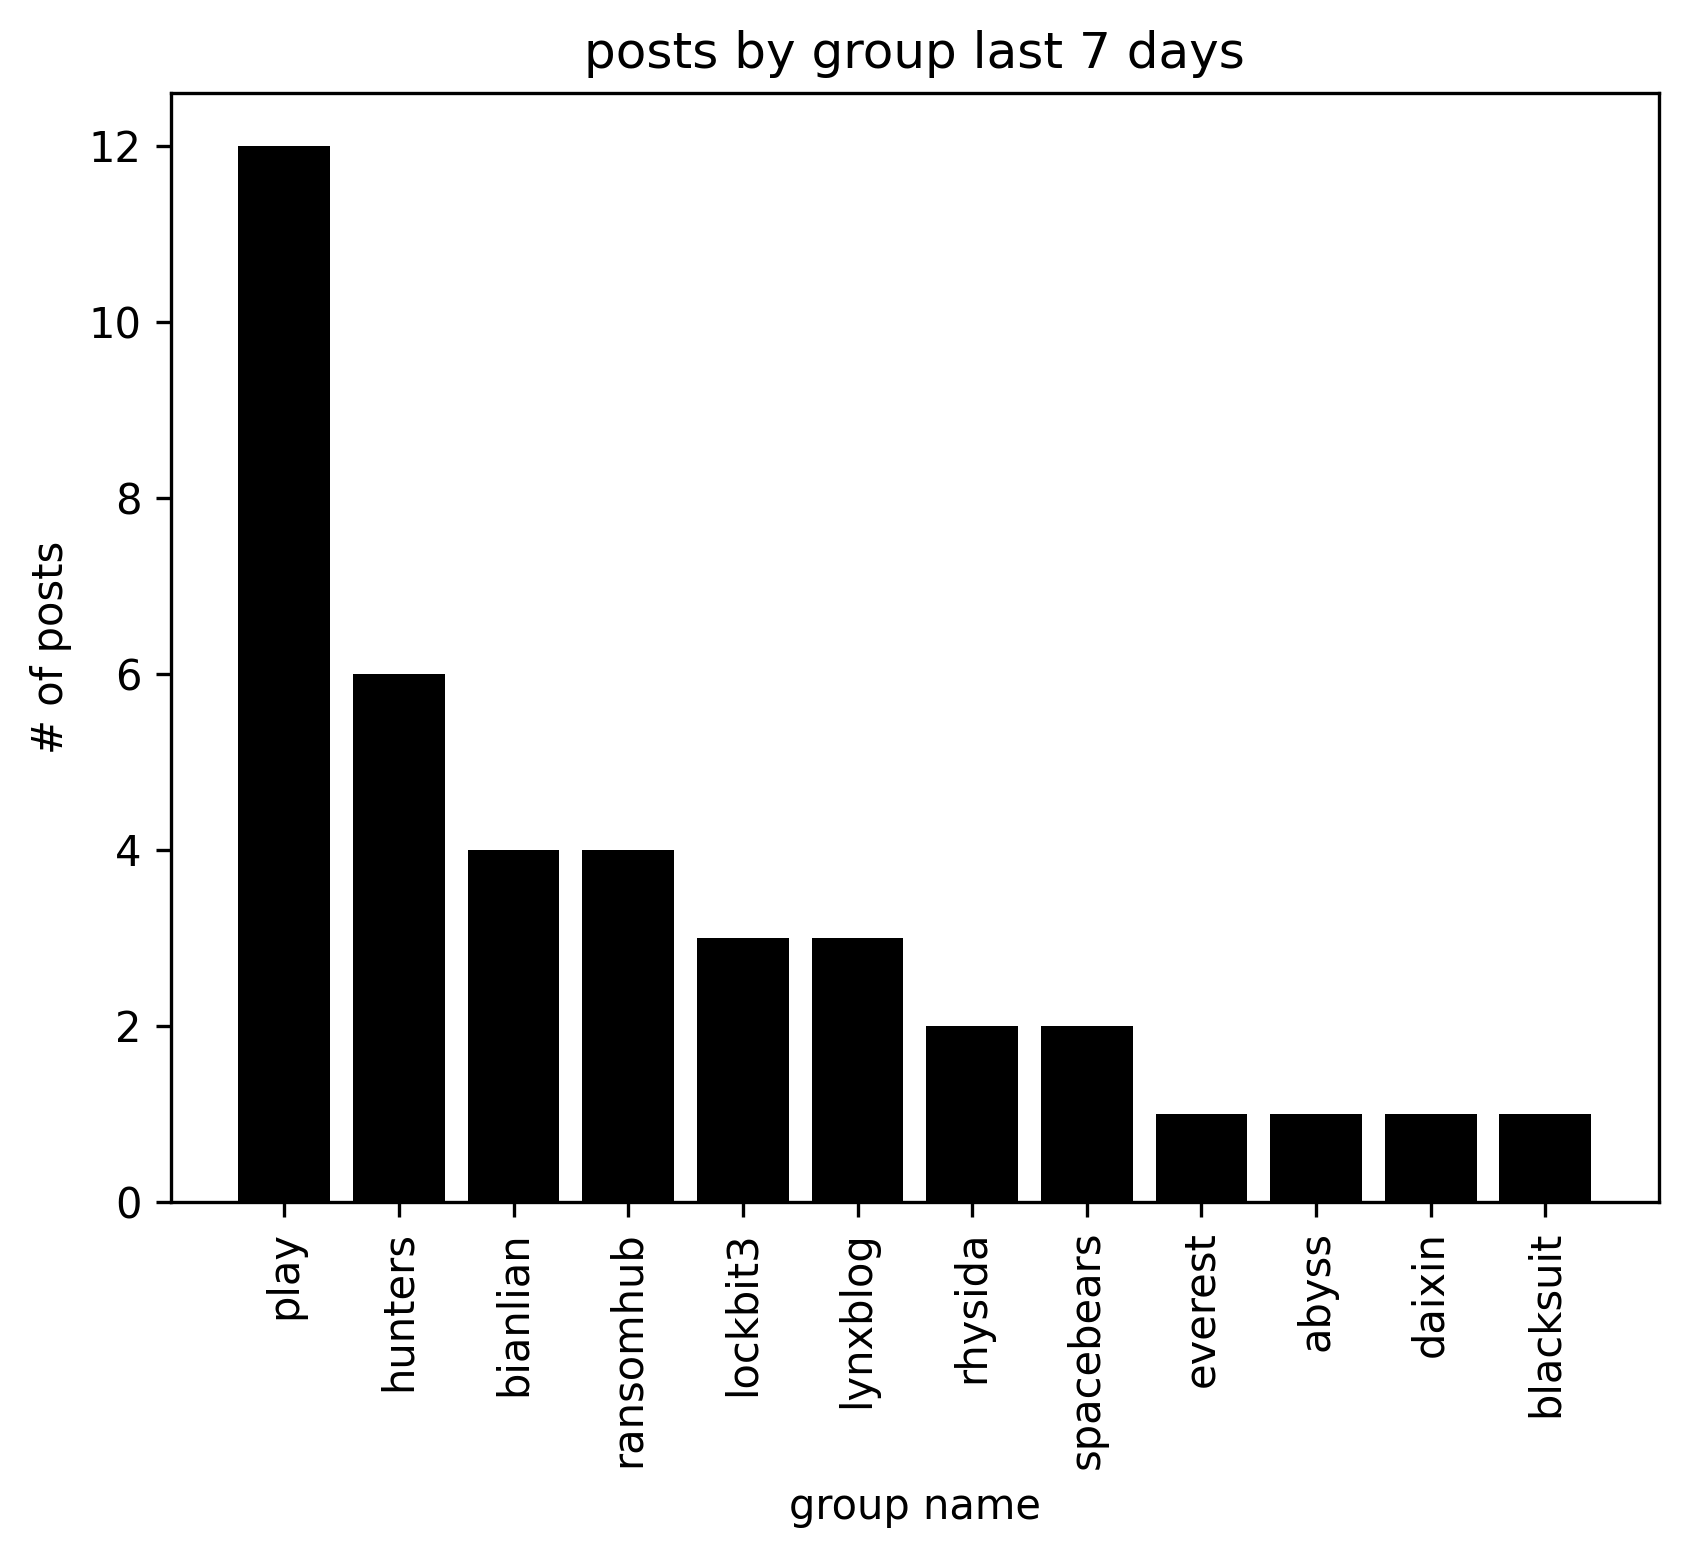 posts by group last 7 days
12
10
8
6
4
2
0
# of posts
play
hunters
bianlian
ransomhub
lockbit3
lynxblog
rhysida
spacebears
everest
abyss
daixin
blacksuit
group name